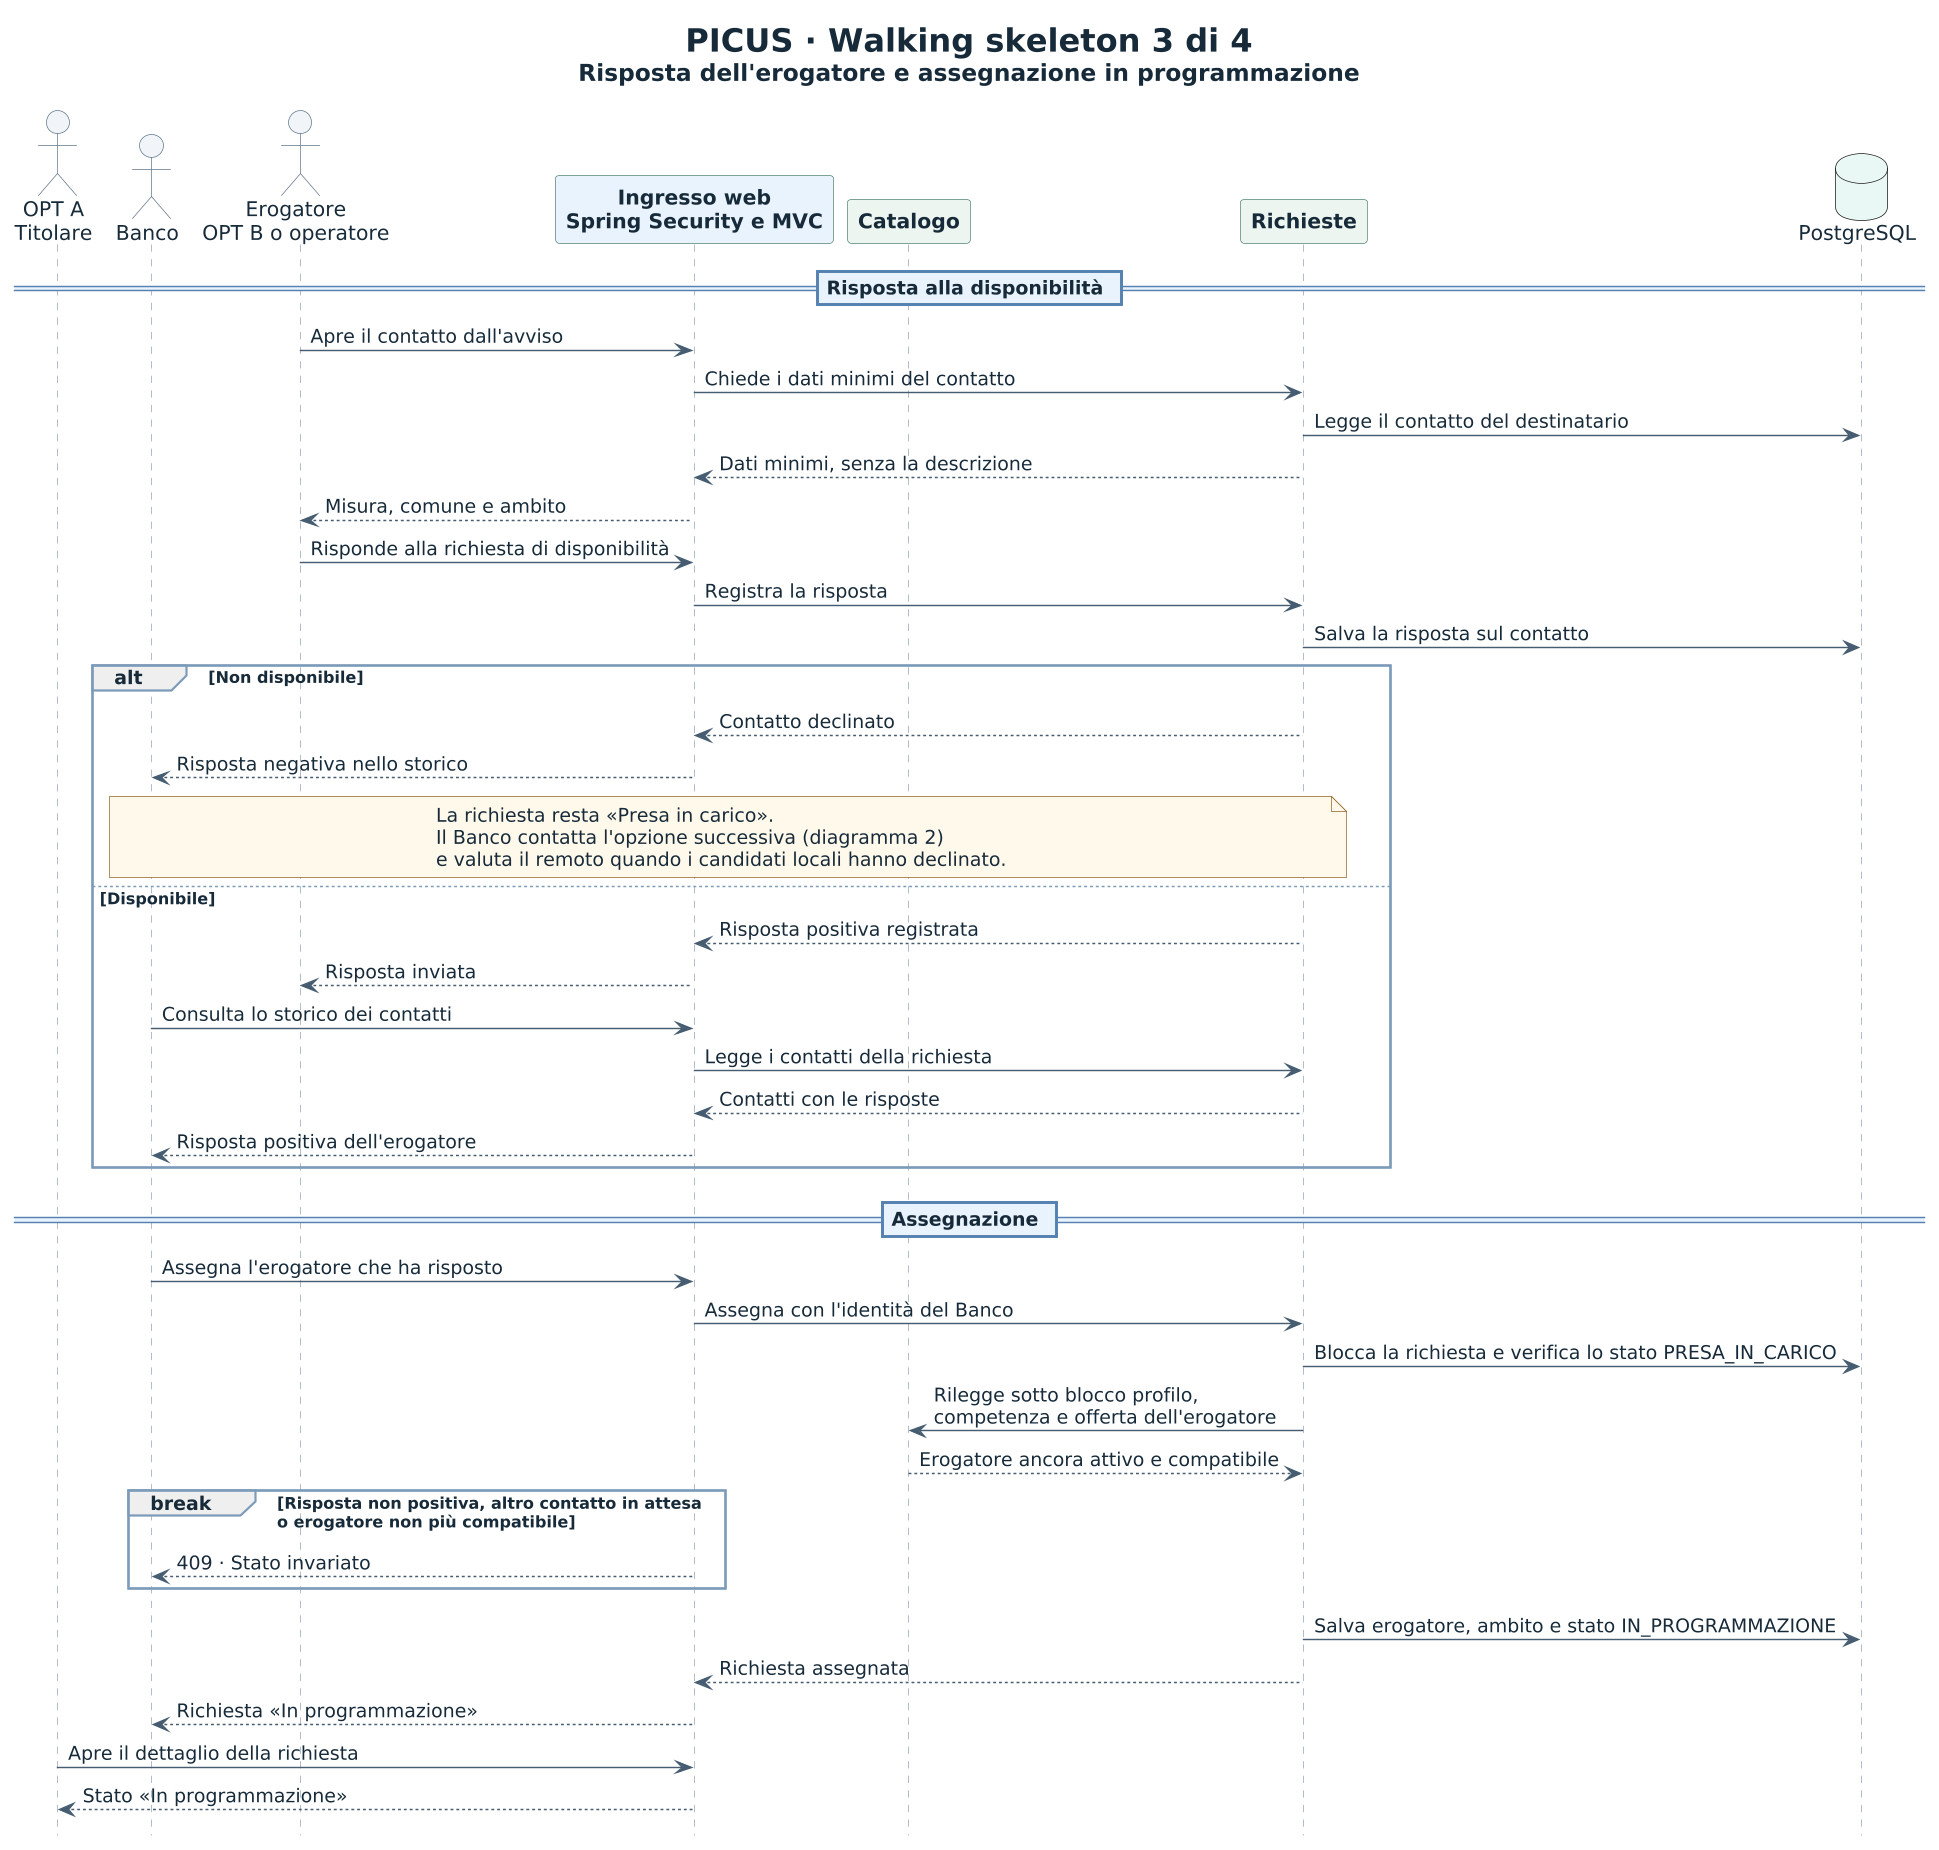 PICUS · Walking skeleton 3 di 4
Risposta dell'erogatore e assegnazione in programmazione
OPT A
Titolare
Banco
Erogatore
OPT B o operatore
Ingresso web
Spring Security e MVC
Catalogo
Richieste
PostgreSQL
Risposta alla disponibilità
Apre il contatto dall'avviso
Chiede i dati minimi del contatto
Legge il contatto del destinatario
Dati minimi, senza la descrizione
Misura, comune e ambito
Risponde alla richiesta di disponibilità
Registra la risposta
Salva la risposta sul contatto
alt
[Non disponibile]
Contatto declinato
Risposta negativa nello storico
La richiesta resta «Presa in carico».
Il Banco contatta l'opzione successiva (diagramma 2)
e valuta il remoto quando i candidati locali hanno declinato.
[Disponibile]
Risposta positiva registrata
Risposta inviata
Consulta lo storico dei contatti
Legge i contatti della richiesta
Contatti con le risposte
Risposta positiva dell'erogatore
Assegnazione
Assegna l'erogatore che ha risposto
Assegna con l'identità del Banco
Blocca la richiesta e verifica lo stato PRESA_IN_CARICO
Rilegge sotto blocco profilo,
competenza e offerta dell'erogatore
Erogatore ancora attivo e compatibile
break
[Risposta non positiva, altro contatto in attesa
o erogatore non più compatibile]
409 · Stato invariato
Salva erogatore, ambito e stato IN_PROGRAMMAZIONE
Richiesta assegnata
Richiesta «In programmazione»
Apre il dettaglio della richiesta
Stato «In programmazione»